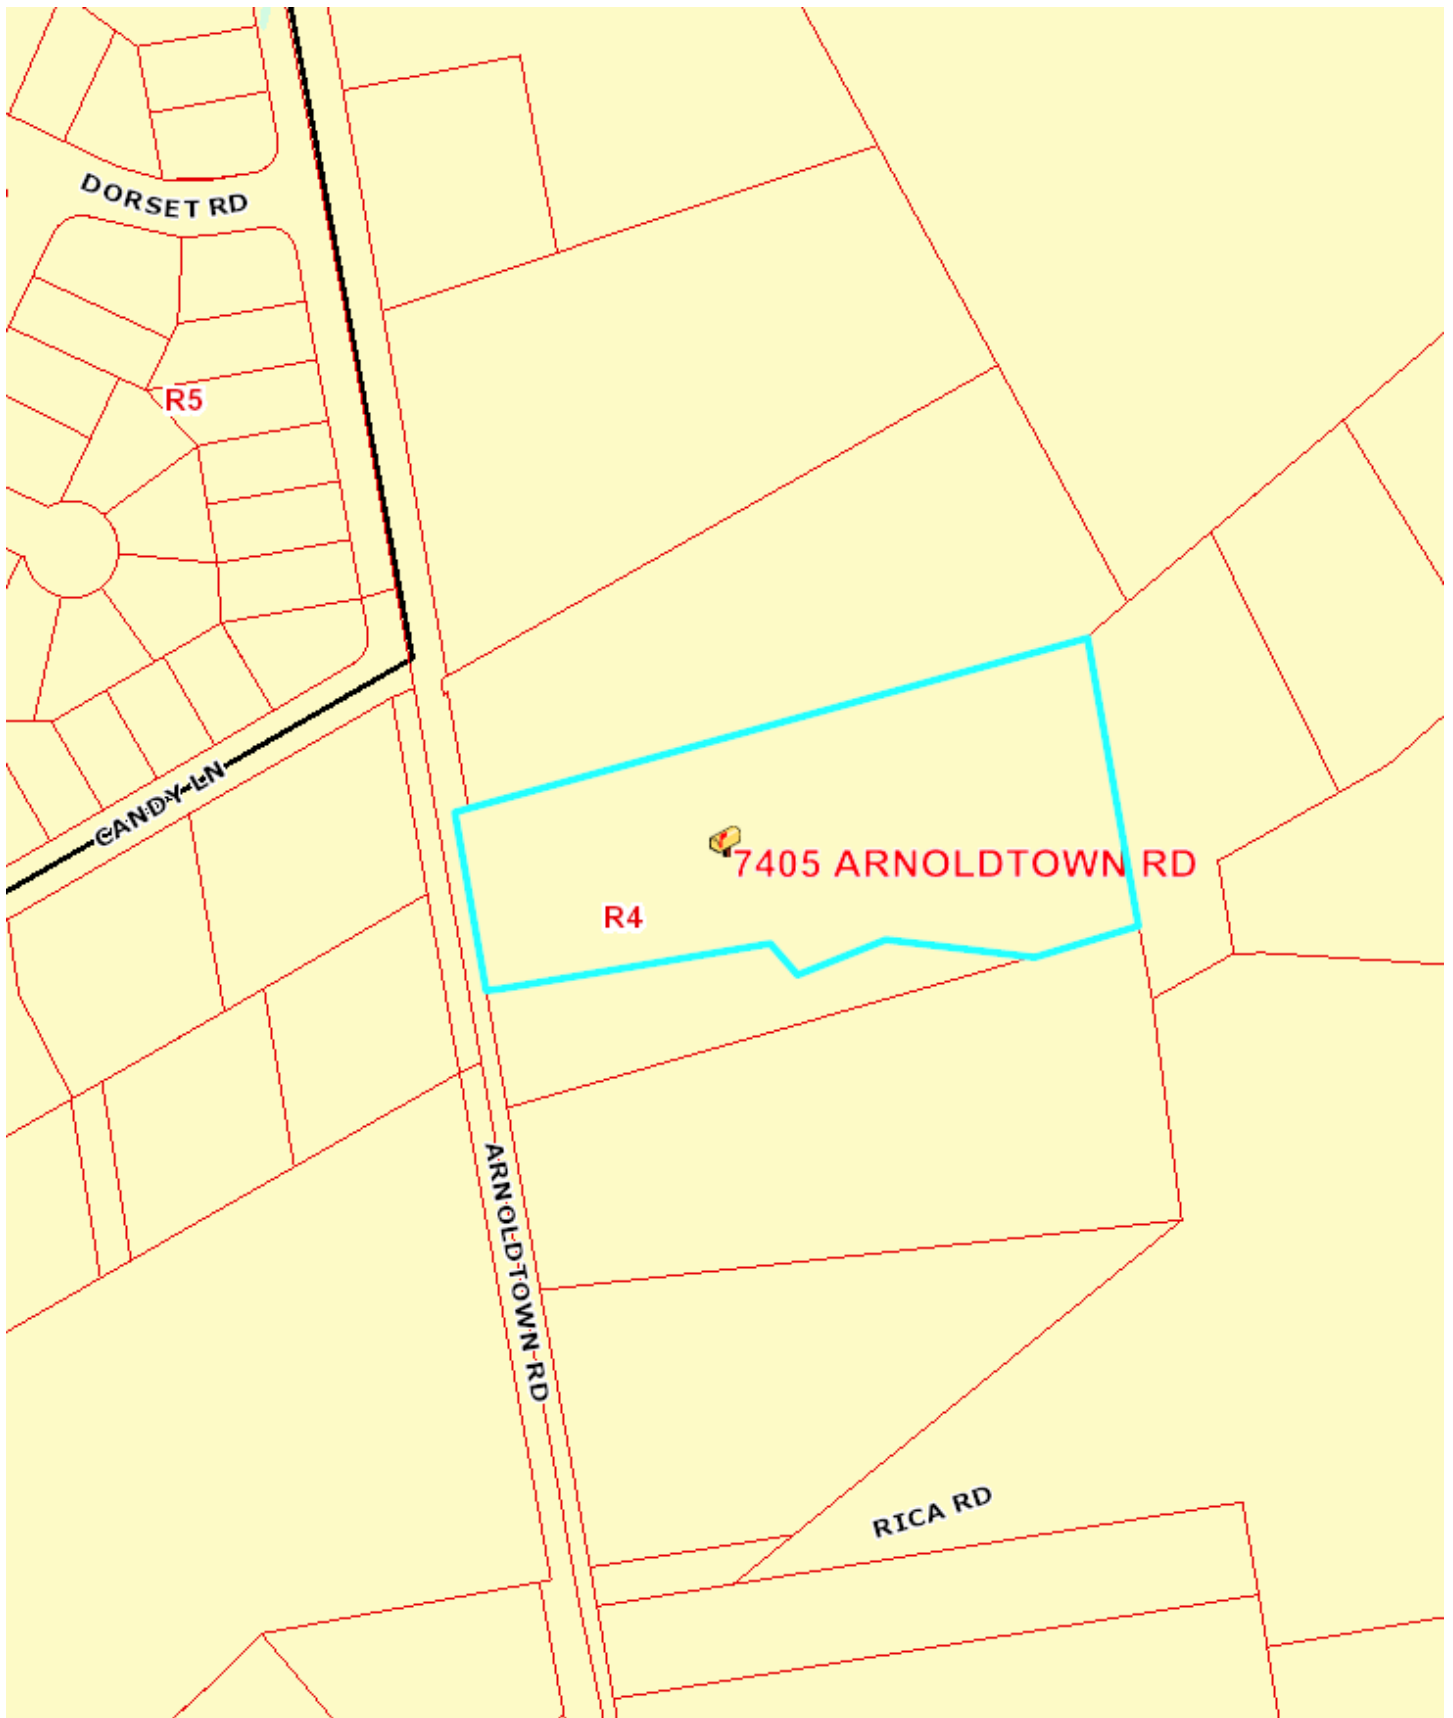 DORSET RD
R5
CANDY LN
7405 ARNOLDTOWN RD
R4
ARNOLDTOWN RD
RICA RD